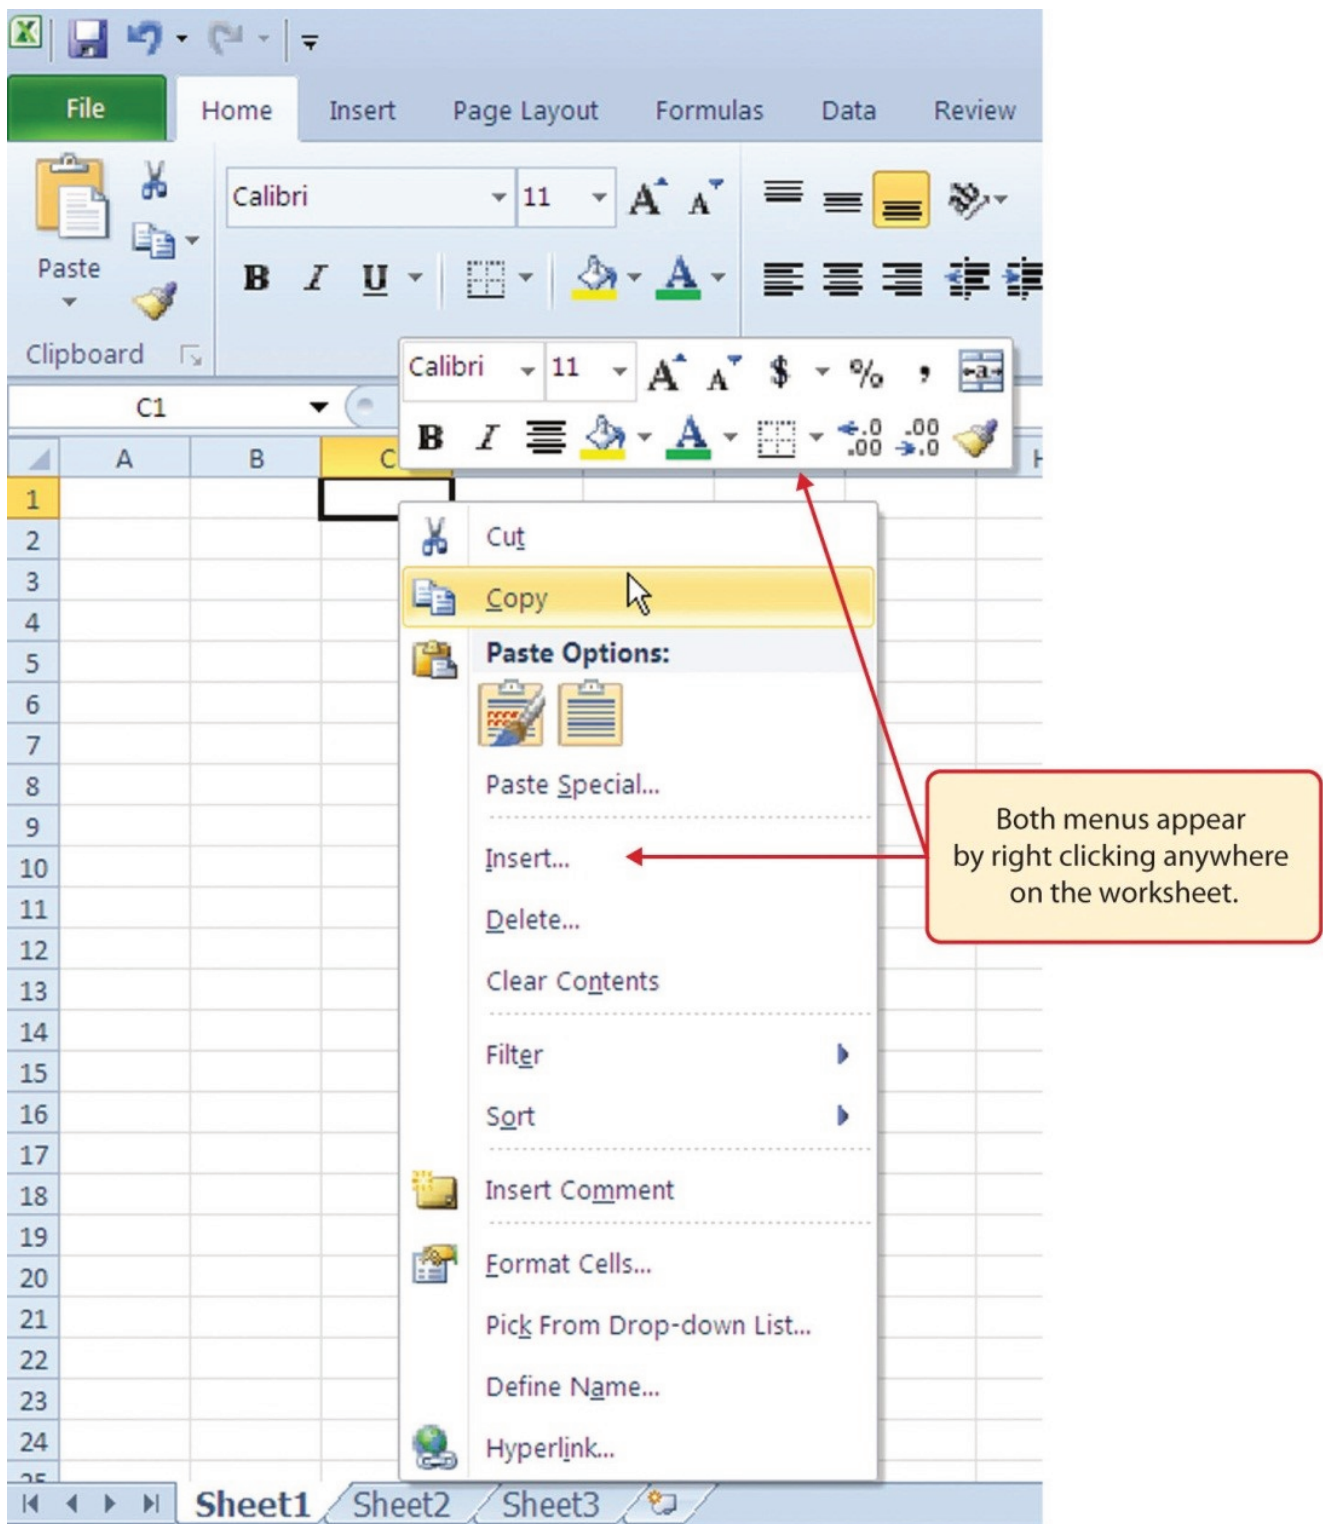 File Home Insert Page Layout Formulas Data Review
Calibri 11 A A
Paste B I U A
Clipboard
Calibri 11 A A $ % , a
B I A .0 .00 .00 .0
C1
A B C
1
2
3
4
5
6
7
8
9
10
11
12
13
14
15
16
17
18
19
20
21
22
23
24
Cut
Copy
Paste Options:
Paste Special...
Insert...
Delete...
Clear Contents
Filter
Sort
Insert Comment
Format Cells...
Pick From Drop-down List...
Define Name...
Hyperlink...
Both menus appear
by right clicking anywhere
on the worksheet.
Sheet1 Sheet2 Sheet3